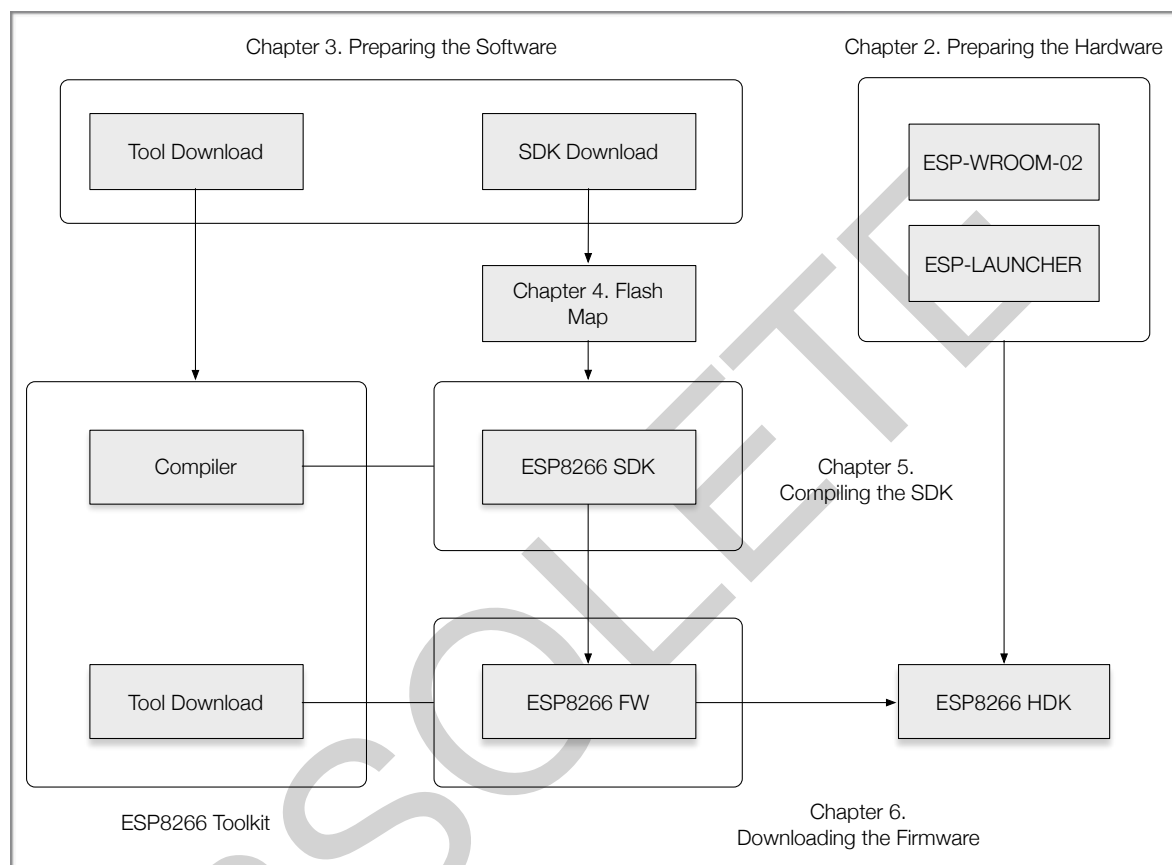 Chapter 3. Preparing the Software
Chapter 2. Preparing the Hardware
Tool Download
SDK Download
ESP-WROOM-02
ESP-LAUNCHER
Chapter 4. Flash
Map
Compiler
ESP8266 SDK
Chapter 5.
Compiling the SDK
Tool Download
ESP8266 FW
ESP8266 HDK
ESP8266 Toolkit
Chapter 6.
Downloading the Firmware
SOLETE